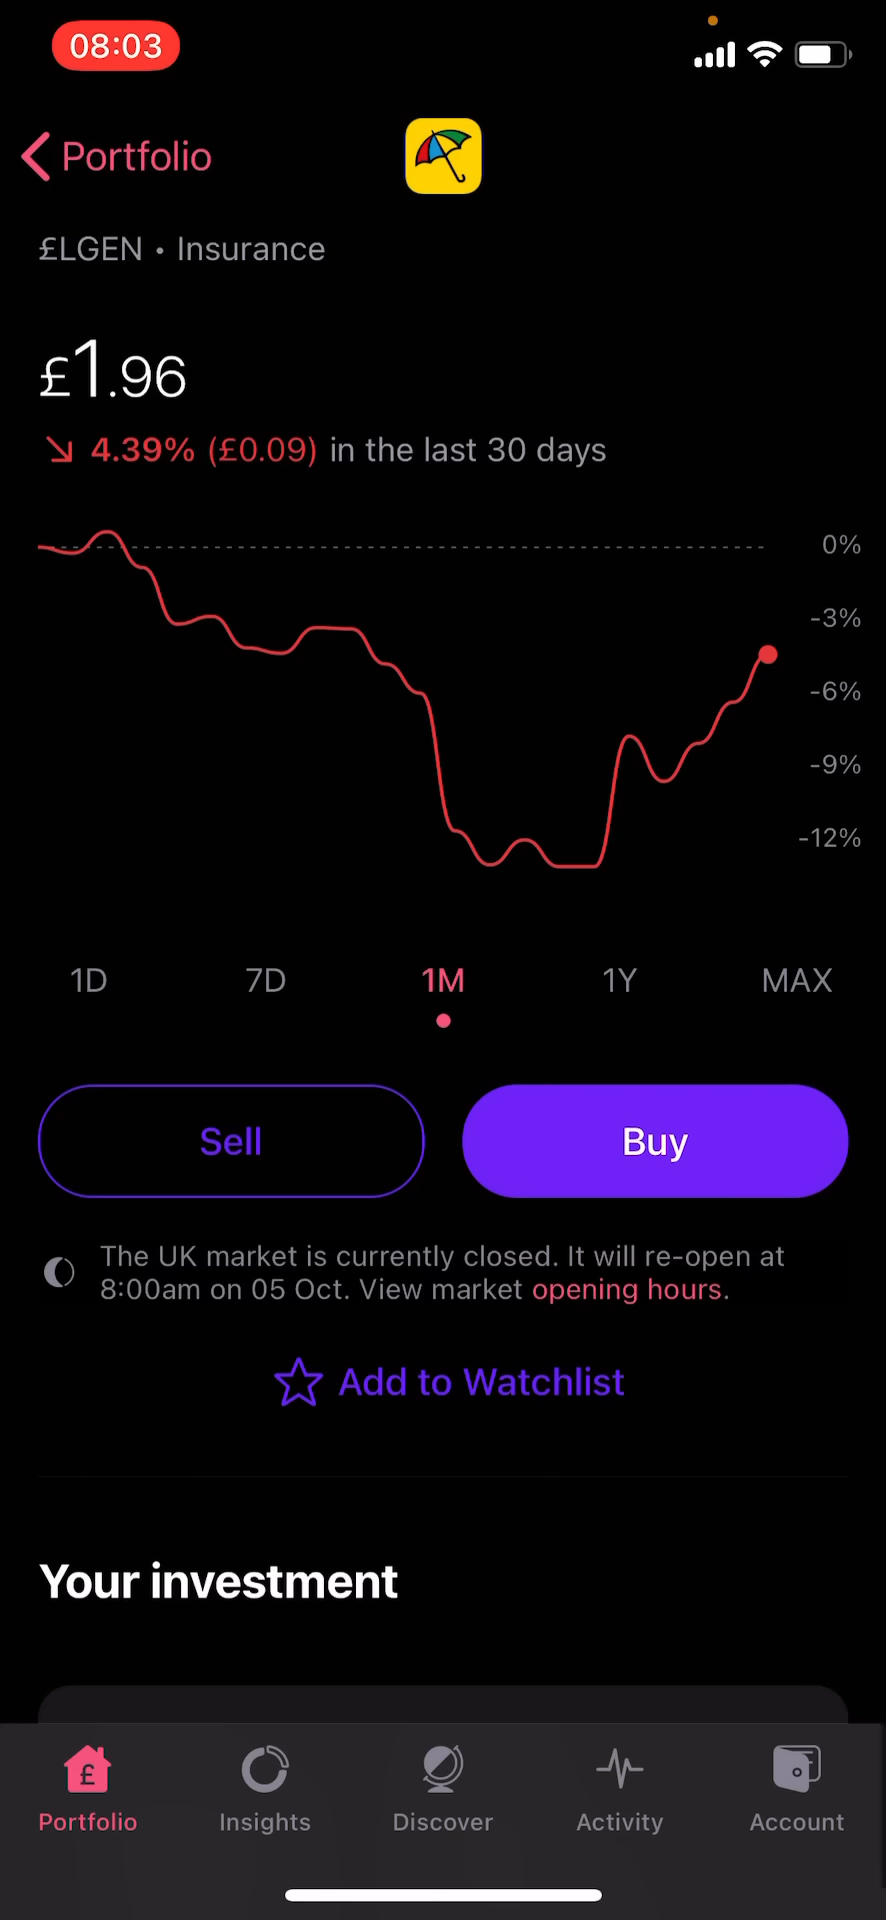 08:03
Portfolio
£LGEN • Insurance
£1.96
4.39% (£0.09) in the last 30 days
0%
-3%
-6%
-9%
-12%
1D 7D 1M 1Y MAX
Sell Buy
The UK market is currently closed. It will re-open at
8:00am on 05 Oct. View market opening hours.
Add to Watchlist
Your investment
£
Portfolio Insights Discover Activity Account